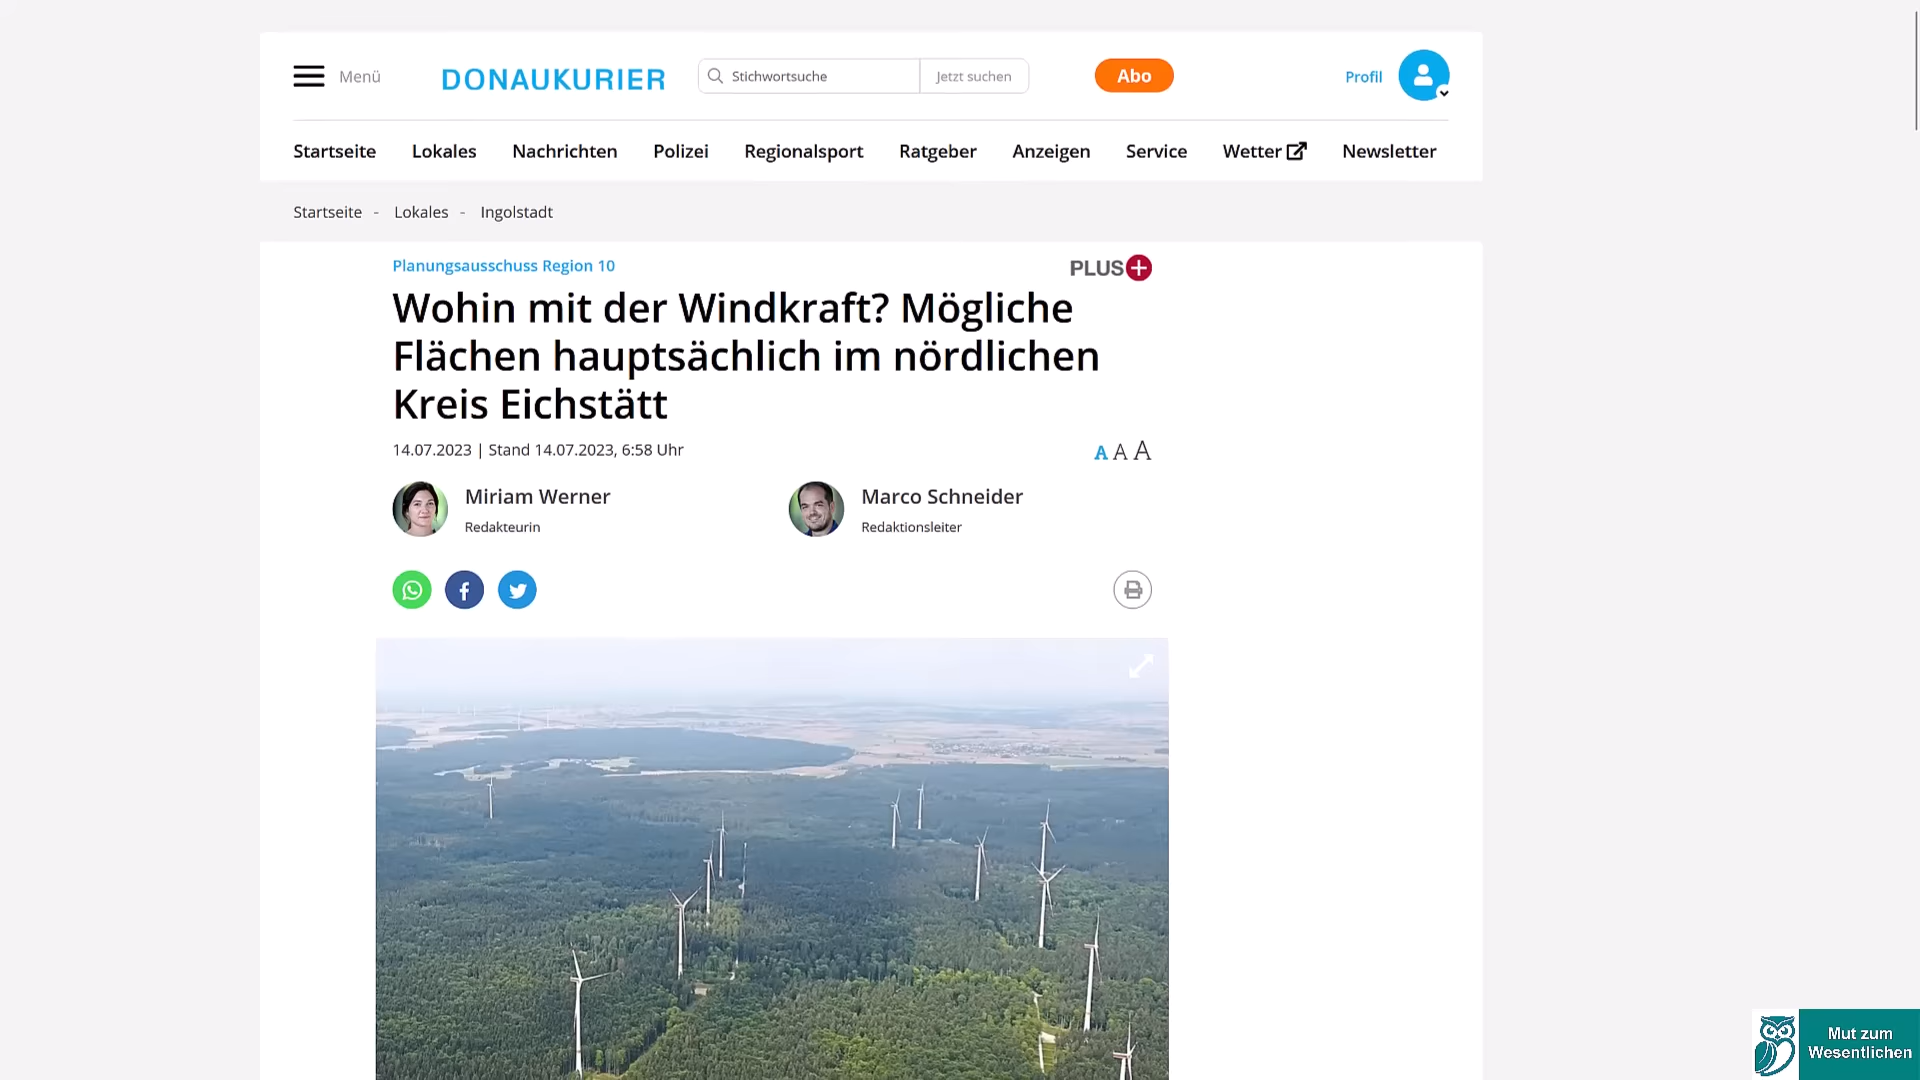 Menü
DONAUKURIER
Stichwortsuche
Jetzt suchen
Abo
Profil
Startseite Lokales Nachrichten Polizei Regionalsport Ratgeber Anzeigen Service Wetter Newsletter
Startseite - Lokales - Ingolstadt
Planungsausschuss Region 10
PLUS+
Wohin mit der Windkraft? Mögliche
Flächen hauptsächlich im nördlichen
Kreis Eichstätt
14.07.2023 | Stand 14.07.2023, 6:58 Uhr
A A A
Miriam Werner
Redakteurin
Marco Schneider
Redaktionsleiter
Mut zum
Wesentlichen